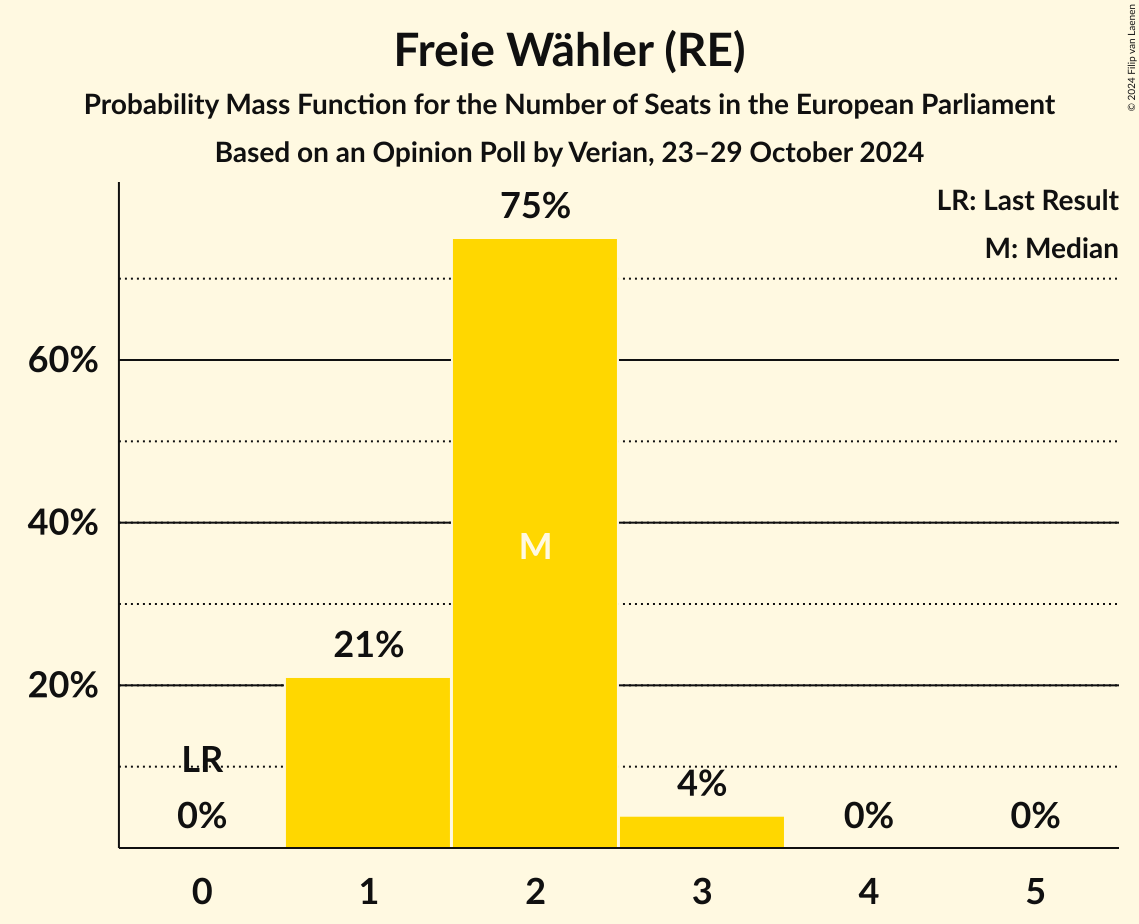 Freie Wähler (RE)
Probability Mass Function for the Number of Seats in the European Parliament
Based on an Opinion Poll by Verian, 23–29 October 2024
© 2024 Filip van Laenen
LR: Last Result
M: Median
75%
60%
40%
M
21%
20%
LR
4%
0%
0%
0%
0
1
2
3
4
5